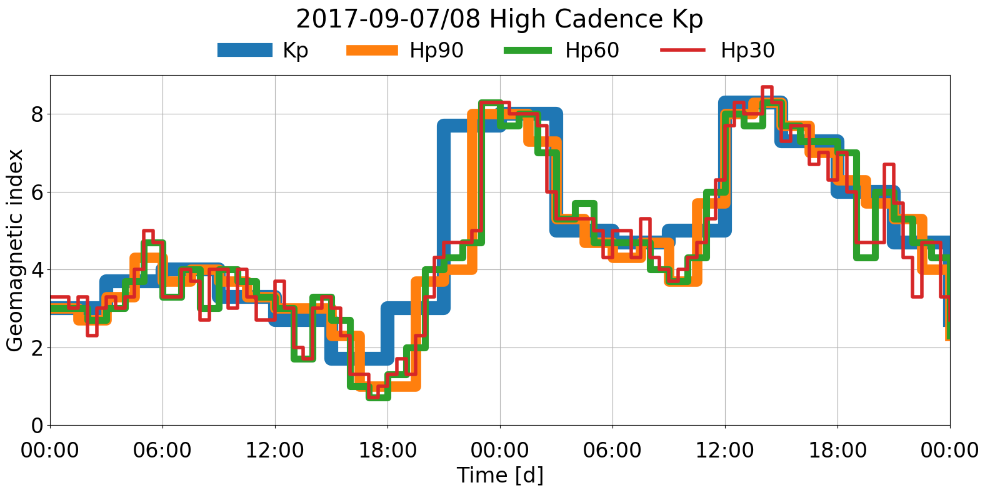 2017-09-07/08 High Cadence Kp
Kp Hp90 Hp60 Hp30
Geomagnetic index
8
6
4
2
0
00:00 06:00 12:00 18:00 00:00 06:00 12:00 18:00 00:00
Time [d]